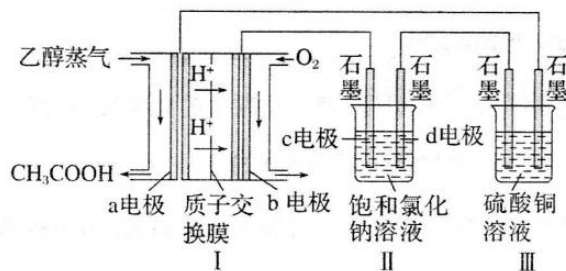 乙醇蒸气
H⁺
O₂
H⁺
CH₃COOH
a电极
质子交
换膜
b电极
I
石墨
石墨
c电极
d电极
饱和氯化
钠溶液
II
石墨
石墨
硫酸铜
溶液
III